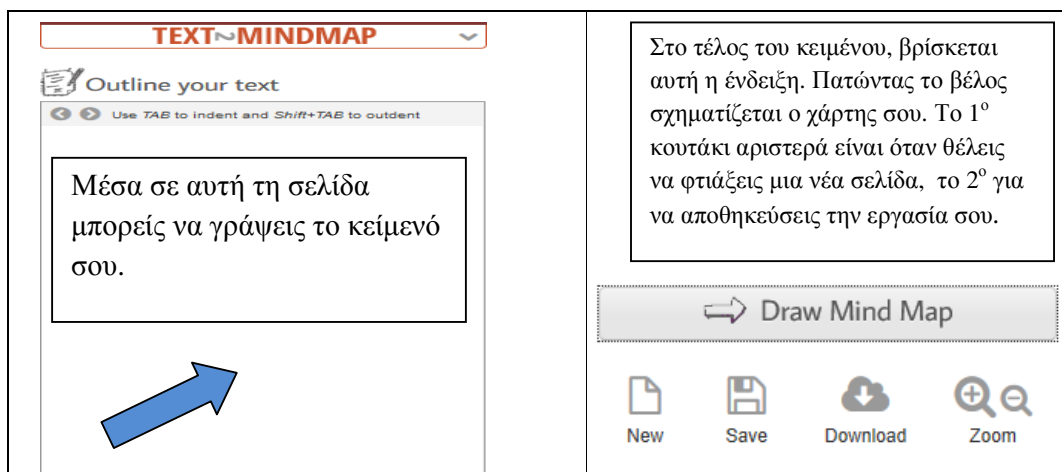 TEXT~MINDMAP
Outline your text
Use TAB to indent and Shift+TAB to outdent
Μέσα σε αυτή τη σελίδα
μπορείς να γράψεις το κείμενό
σου.
Στο τέλος του κειμένου, βρίσκεται
αυτή η ένδειξη. Πατώντας το βέλος
σχηματίζεται ο χάρτης σου. Το 1ο
κουτάκι αριστερά είναι όταν θέλεις
να φτιάξεις μια νέα σελίδα, το 2ο για
να αποθηκεύσεις την εργασία σου.
Draw Mind Map
New Save Download Zoom